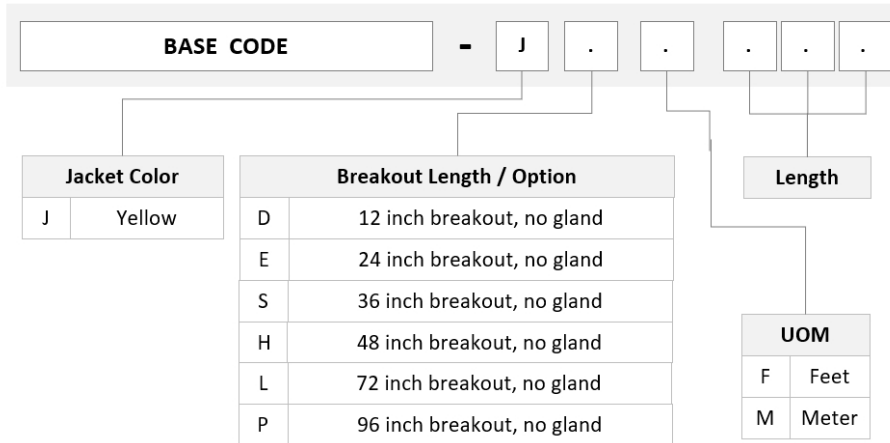 BASE CODE - J . . . . .
Jacket Color
J Yellow
Breakout Length / Option
D 12 inch breakout, no gland
E 24 inch breakout, no gland
S 36 inch breakout, no gland
H 48 inch breakout, no gland
L 72 inch breakout, no gland
P 96 inch breakout, no gland
Length
UOM
F Feet
M Meter